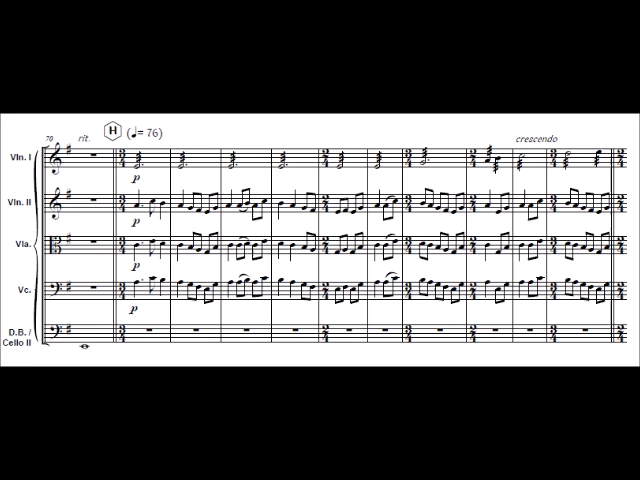 70 rit. H (♩= 76) crescendo
Vln. I
p
Vln. II
p
Vla.
p
Vc.
p
D.B. /
Cello II